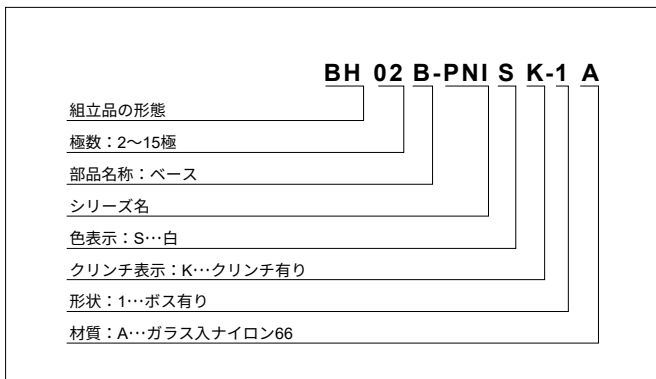 BH 02 B-PNI S K-1 A
組立品の形態
極数：2～15極
部品名称：ベース
シリーズ名
色表示：S…白
クリンチ表示：K…クリンチ有り
形状：1…ボス有り
材質：A…ガラス入ナイロン66